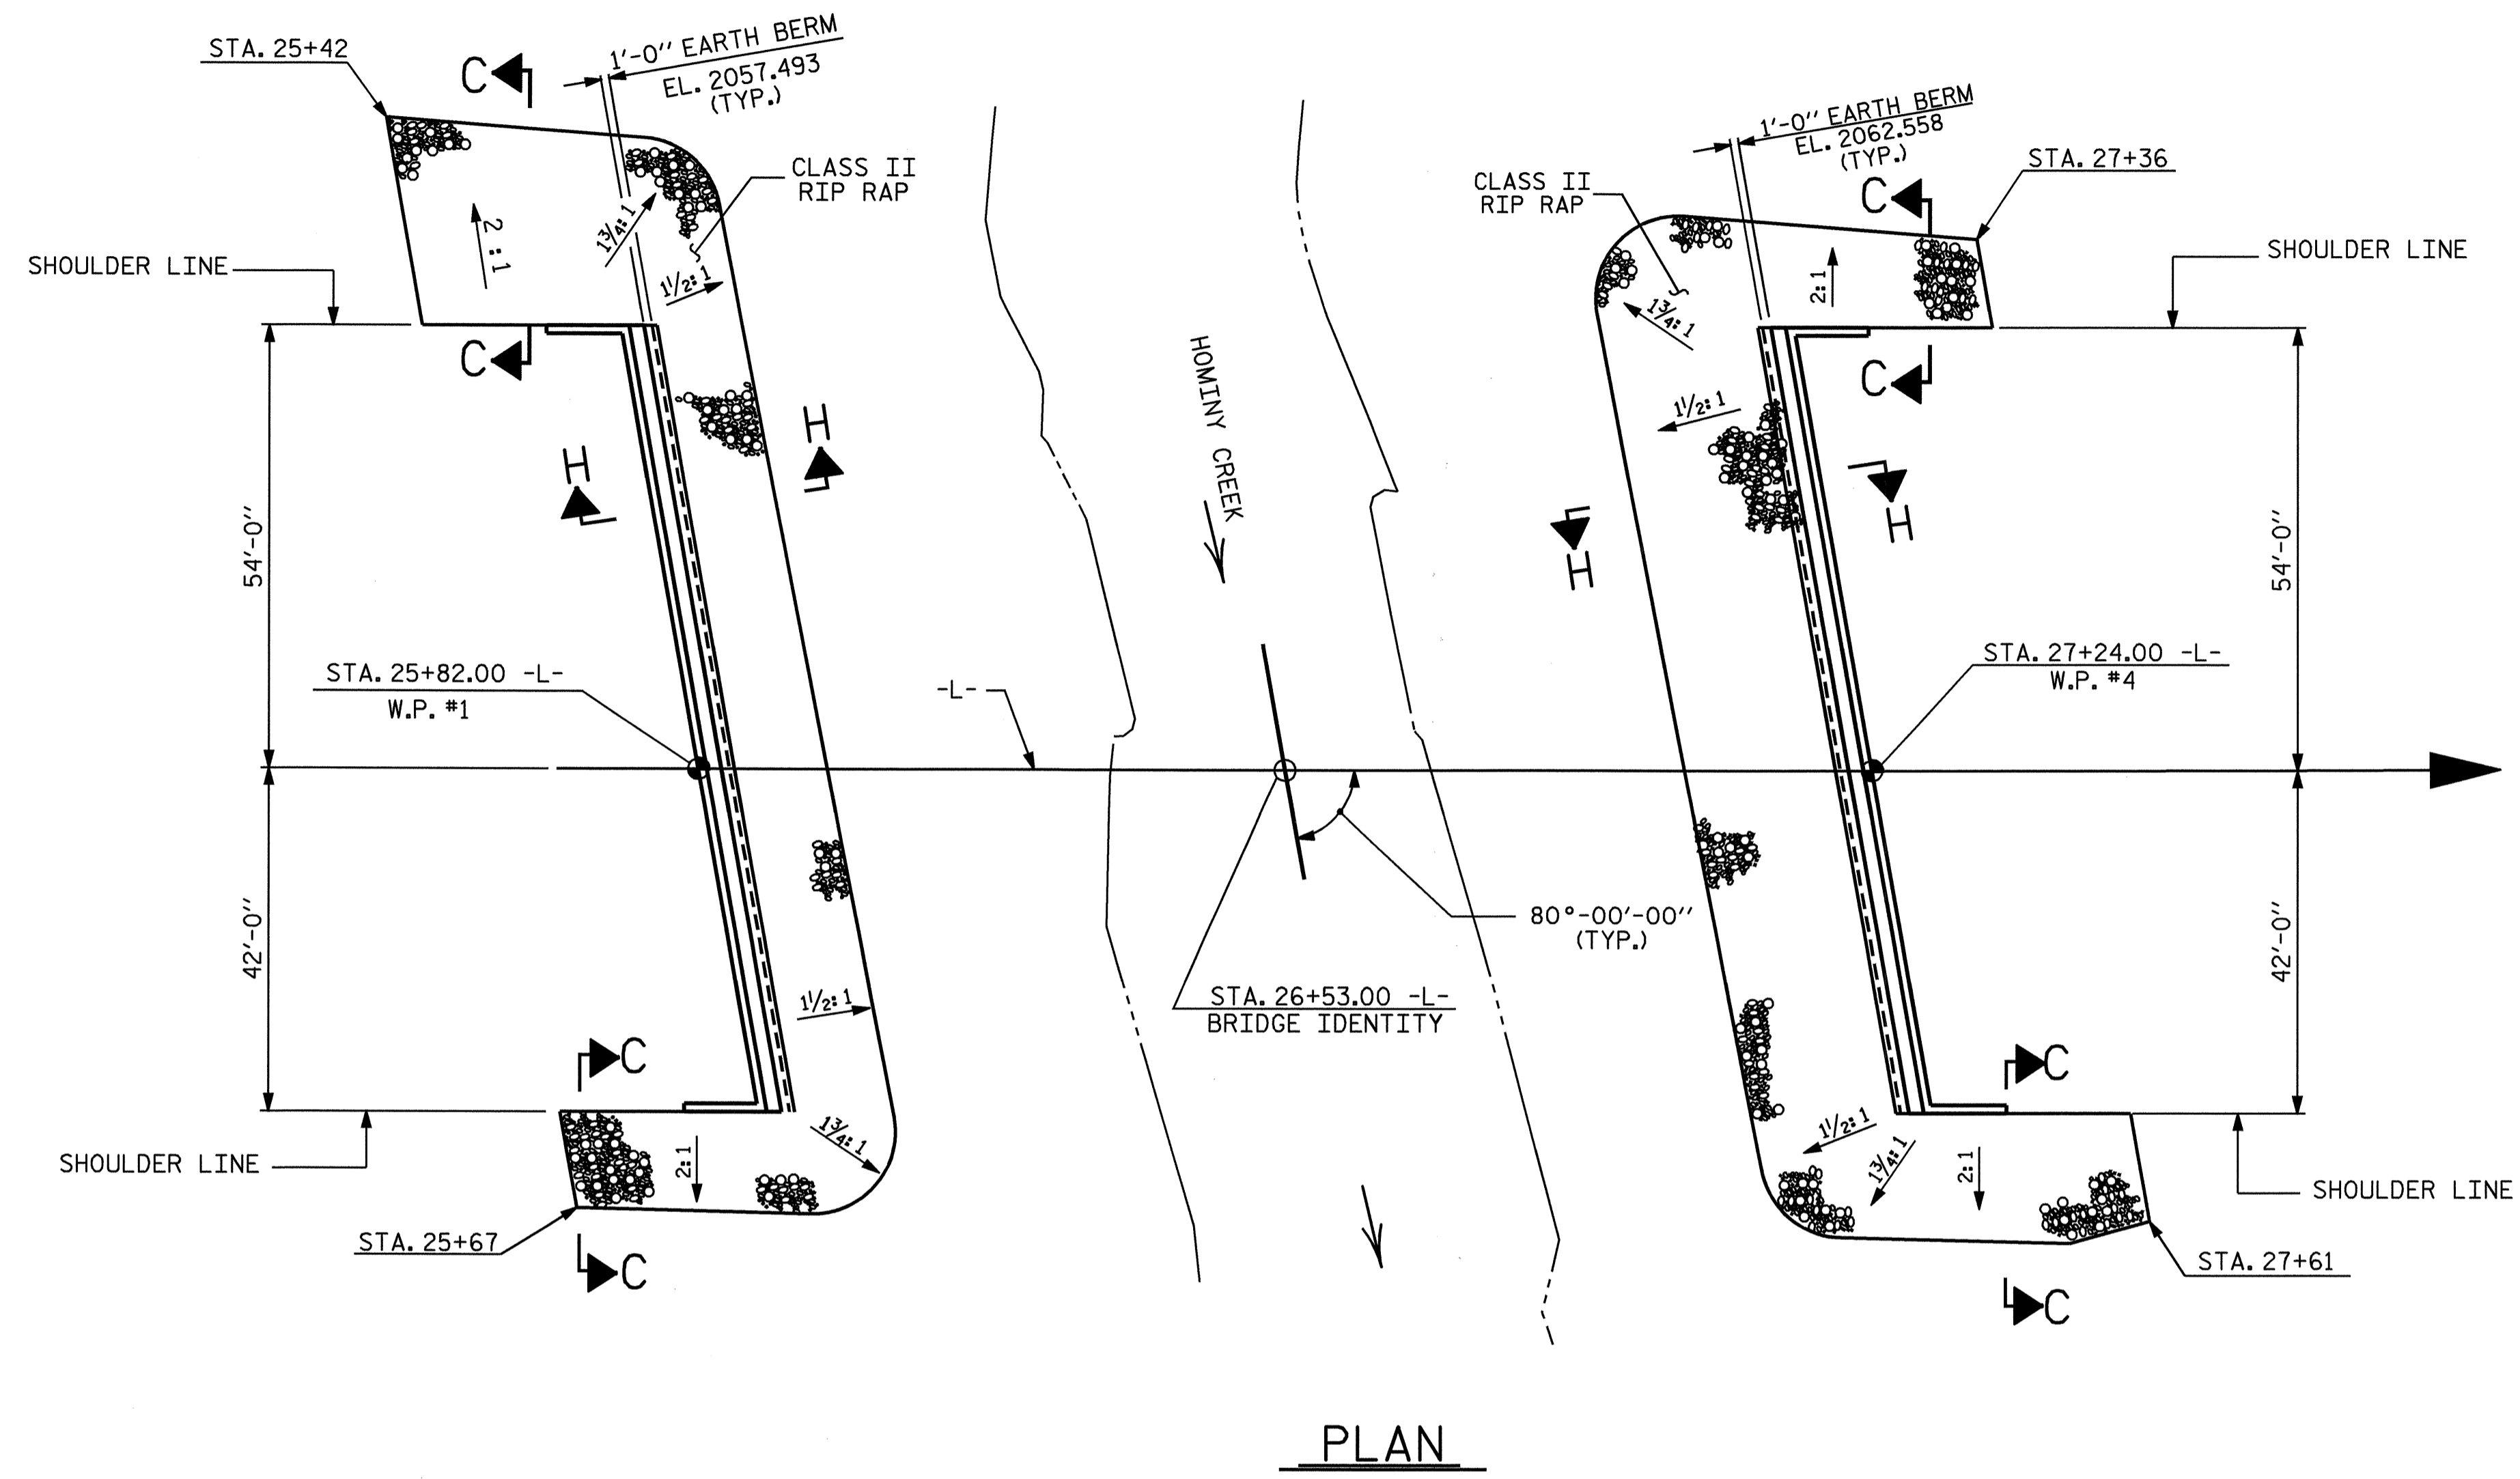 STA. 25+42
C
1'-0" EARTH BERM
EL. 2057.493
(TYP.)
CLASS II
RIP RAP
1 3/4:1
2:1
1 1/2:1
SHOULDER LINE
C
H
H
54'-0"
STA. 25+82.00 -L-
W.P. #1
-L-
42'-0"
1 1/2:1
C
1 3/4:1
2:1
SHOULDER LINE
STA. 25+67
C
HOMINY CREEK
80°-00'-00"
(TYP.)
STA. 26+53.00 -L-
BRIDGE IDENTITY
1'-0" EARTH BERM
EL. 2062.558
(TYP.)
STA. 27+36
CLASS II
RIP RAP
C
SHOULDER LINE
2:1
1 3/4:1
C
1 1/2:1
H
H
54'-0"
STA. 27+24.00 -L-
W.P. #4
42'-0"
C
1 1/2:1
1 3/4:1
2:1
SHOULDER LINE
STA. 27+61
C
PLAN